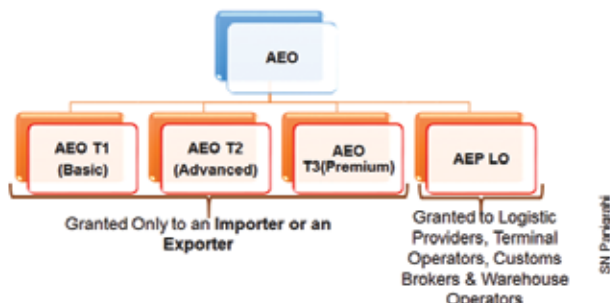 AEO
AEO T1
(Basic)
AEO T2
(Advanced)
AEO
T3(Premium)
AEP LO
Granted Only to an Importer or an
Exporter
Granted to Logistic
Providers, Terminal
Operators, Customs
Brokers & Warehouse
Operators
SN Panigrahi